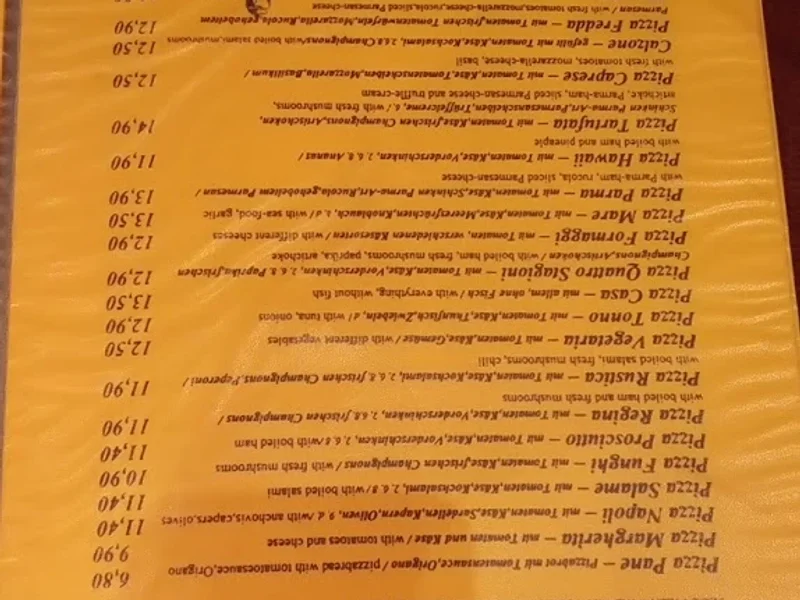 Pizza Pane – mit Pizzabrot mit Tomatensauce,Origano / pizzabread with tomatoesauce,Origano 6,80
Pizza Margherita – mit Tomaten und Käse / with tomatoes and cheese 9,90
Pizza Napoli – mit Tomaten,Käse,Sardellen,Kapern,Oliven, 9, d /with anchovis,capers,olives 11,40
Pizza Salame – mit Tomaten,Käse,Kochsalami, 2, 6, 8 / with boiled salami 11,40
Pizza Funghi – mit Tomaten,Käse,frischen Champignons / with fresh mushrooms 10,90
Pizza Prosciutto – mit Tomaten,Käse,Vorderschinken, 2, 6, 8 /with boiled ham 11,40
Pizza Regina – mit Tomaten,Käse,Vorderschinken, 2, 6,8, frischen Champignons / 11,90
with boiled ham and fresh mushrooms
Pizza Rustica – mit Tomaten,Käse,Kochsalami, 2, 6, 8, frischen Champignons,Peperoni / 11,90
with boiled salami, fresh mushrooms, chili
Pizza Vegetaria – mit Tomaten,Käse,Gemüse / with different vegetables 12,50
Pizza Tonno – mit Tomaten,Käse,Thunfisch,Zwiebeln, d / with tuna, onions 12,90
Pizza Casa – mit allem, ohne Fisch / with everything, without fish 13,50
Pizza Quattro Stagioni – mit Tomaten,Käse,Vorderschinken, 2, 6, 8, Paprika,frischen 12,90
Champignons,Artischoken / with boiled ham, fresh mushrooms, paprika, artichoke
Pizza Formaggi – mit Tomaten, verschiedenen Käsesorten / with different cheeses 12,90
Pizza Mare – mit Tomaten,Käse,Meeresfrüchten,Knoblauch, 1, d / with sea-food, garlic 13,50
Pizza Parma – mit Tomaten,Käse,Schinken Parma-Art,Rucola,gehobeltem Parmesan / 13,90
with Parma-ham, rucola, sliced Parmesan-cheese
Pizza Hawaii – mit Tomaten,Käse,Vorderschinken, 2, 6, 8, Ananas / 11,90
with boiled ham and pineaple
Pizza Tartufata – mit Tomaten,Käse,frischen Champignons,Artischoken, 14,90
Schinken Parma-Art,Parmesanscheiben,Trüffelcreme, 6, / with fresh mushrooms,
artichoke, Parma-ham, sliced Parmesan-cheese and truffle-cream
Pizza Caprese – mit Tomaten,Käse,Tomatenscheiben,Mozzarella,Basilikum / 12,50
with fresh tomatoes, mozzarella-cheese, basil
Calzone – gefüllt mit Tomaten,Käse,Kochsalami, 2, 6,8, Champignons/with boiled salami,mushrooms 12,50
Pizza Fredda – mit frischen Tomatenwürfeln,Mozzarella,Rucola,gehobeltem 12,90
Parmesan / with fresh tomatoes,mozzarella-cheese,rucola,sliced Parmesan-cheese